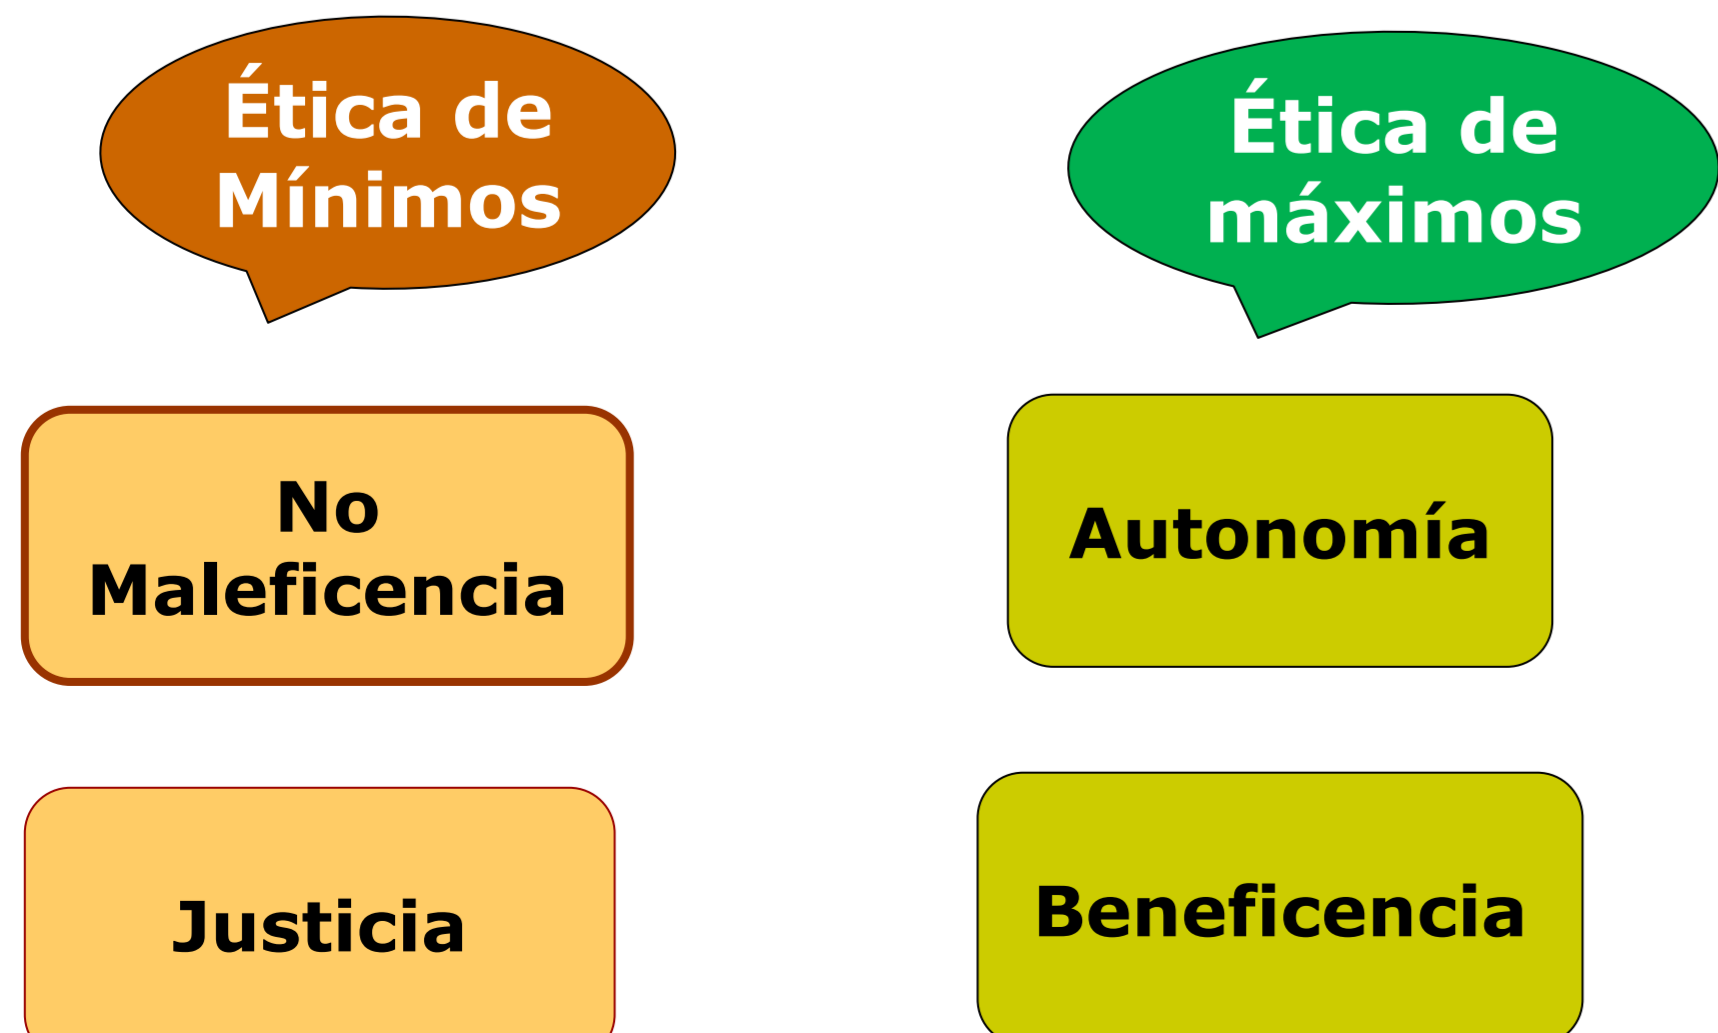 Ética de
Mínimos
Ética de
máximos
No
Maleficencia
Autonomía
Justicia
Beneficencia